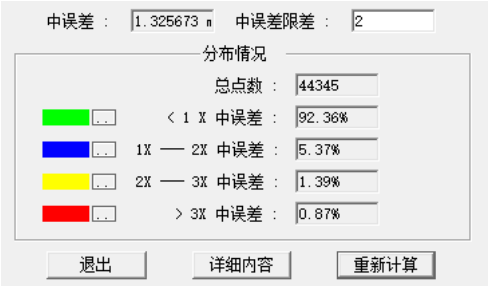 中误差 : 1.325673 m 中误差限差 : 2
分布情况
总点数 : 44345
.. < 1 X 中误差 : 92.36%
.. 1X — 2X 中误差 : 5.37%
.. 2X — 3X 中误差 : 1.39%
.. > 3X 中误差 : 0.87%
退出 详细内容 重新计算